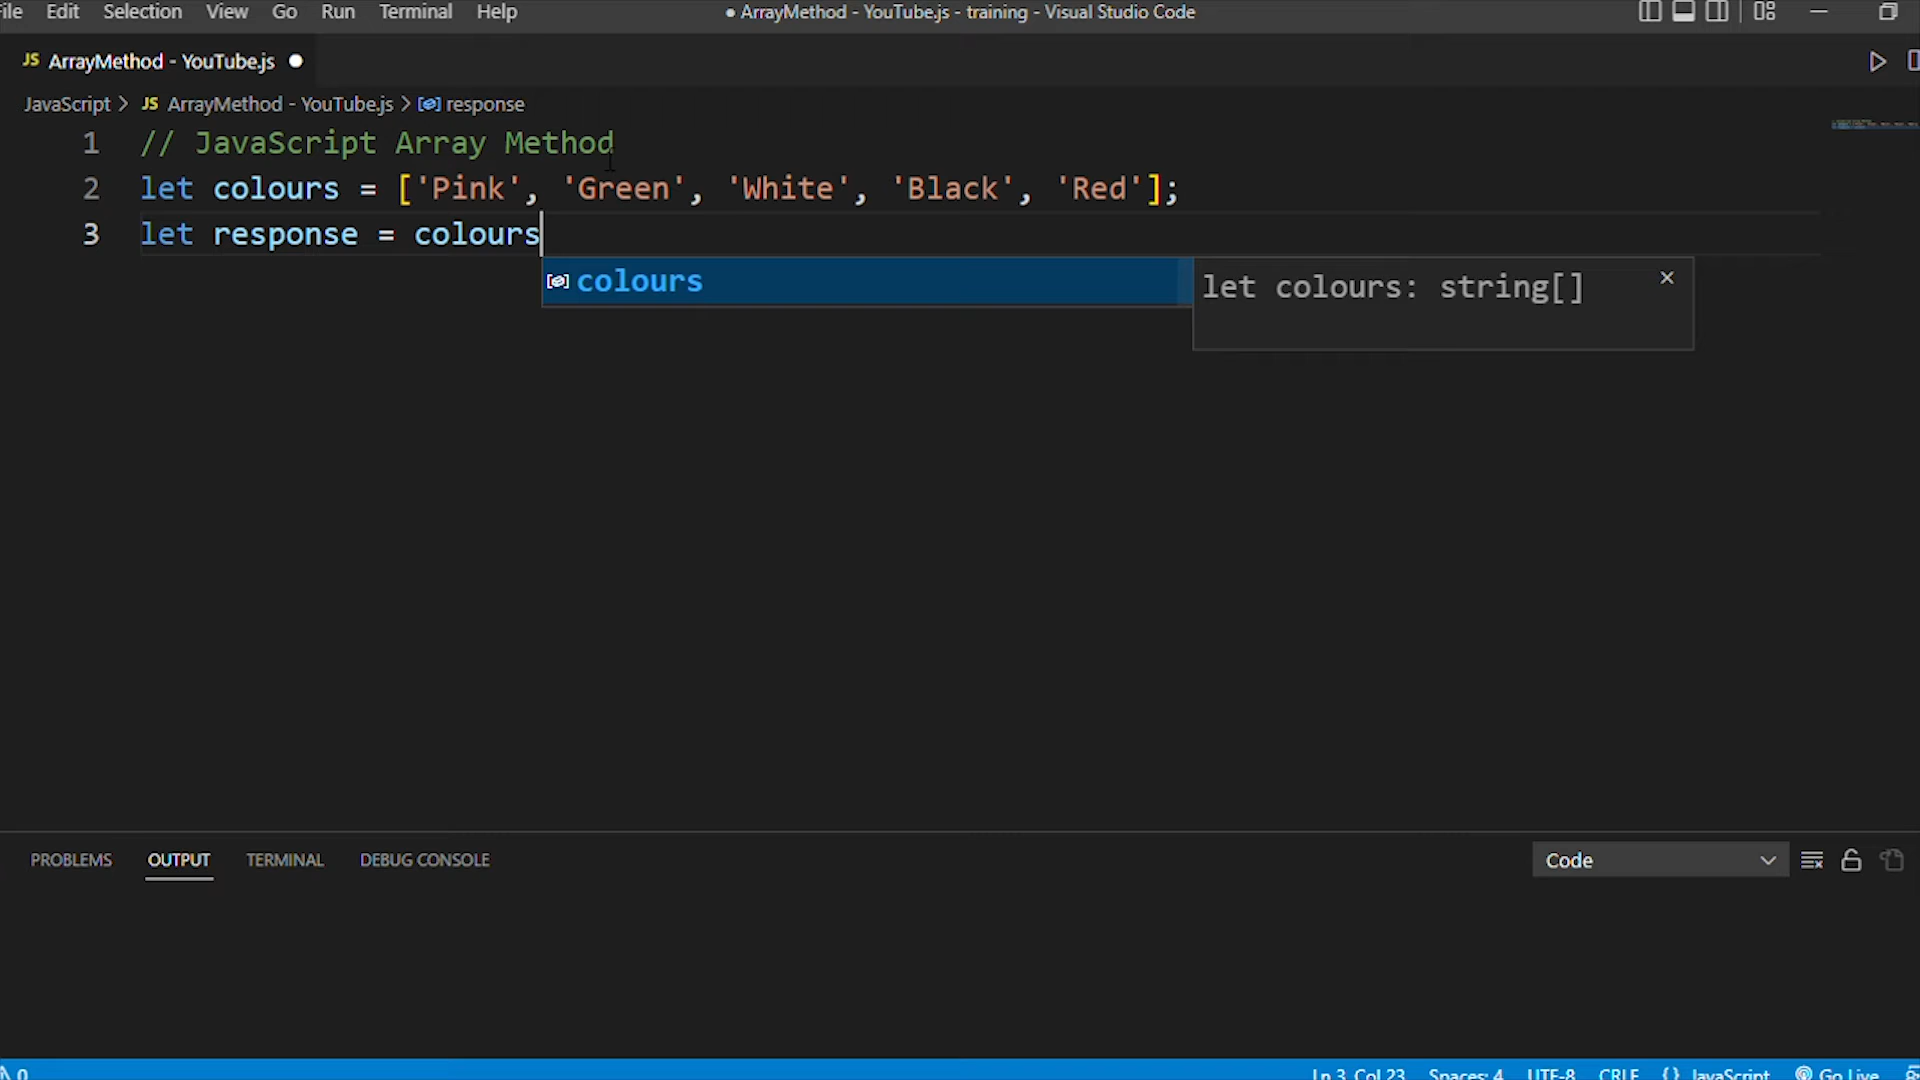 File Edit Selection View Go Run Terminal Help ● ArrayMethod - YouTube.js - training - Visual Studio Code
JS ArrayMethod - YouTube.js ●
JavaScript > JS ArrayMethod - YouTube.js > response
1 // JavaScript Array Method
2 let colours = ['Pink', 'Green', 'White', 'Black', 'Red'];
3 let response = colours
colours
let colours: string[]
PROBLEMS OUTPUT TERMINAL DEBUG CONSOLE Code
0 Ln 3, Col 23 Spaces: 4 UTF-8 CRLF {} JavaScript Go Live